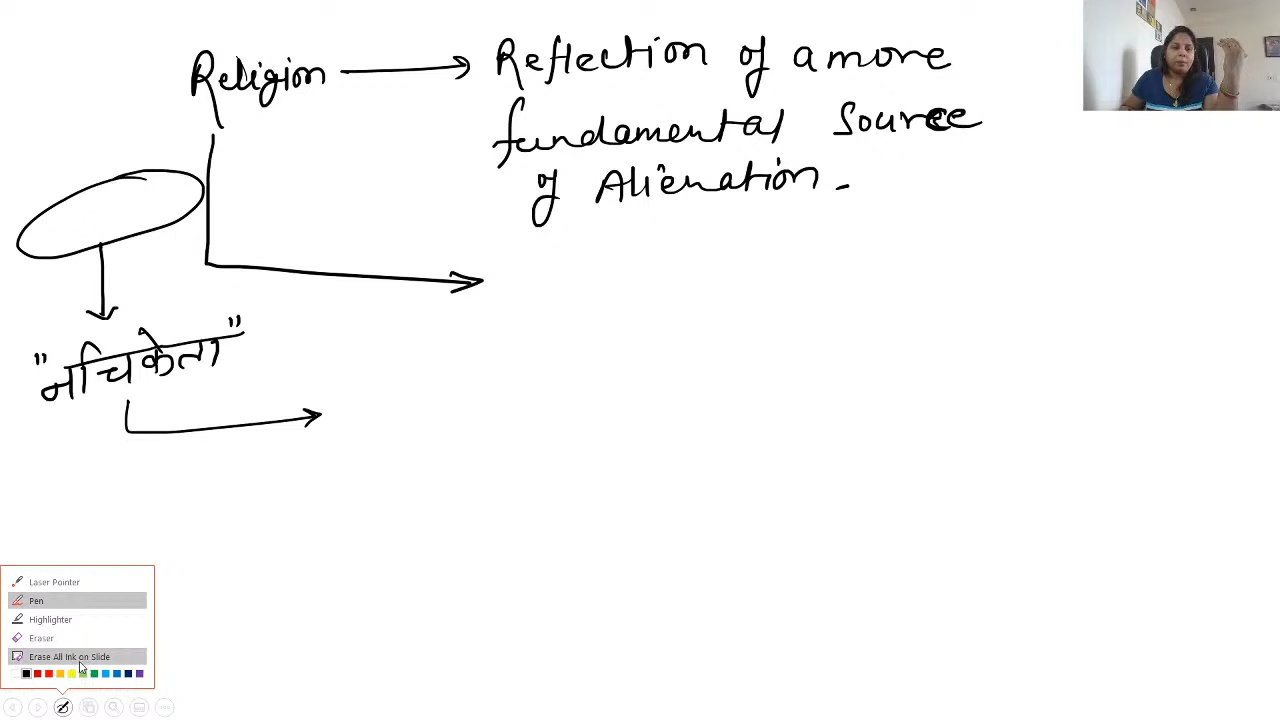 Religion
Reflection of a more
fundamental source
of Alienation.
"नचिकेता"
Laser Pointer
Pen
Highlighter
Eraser
Erase All Ink on Slide